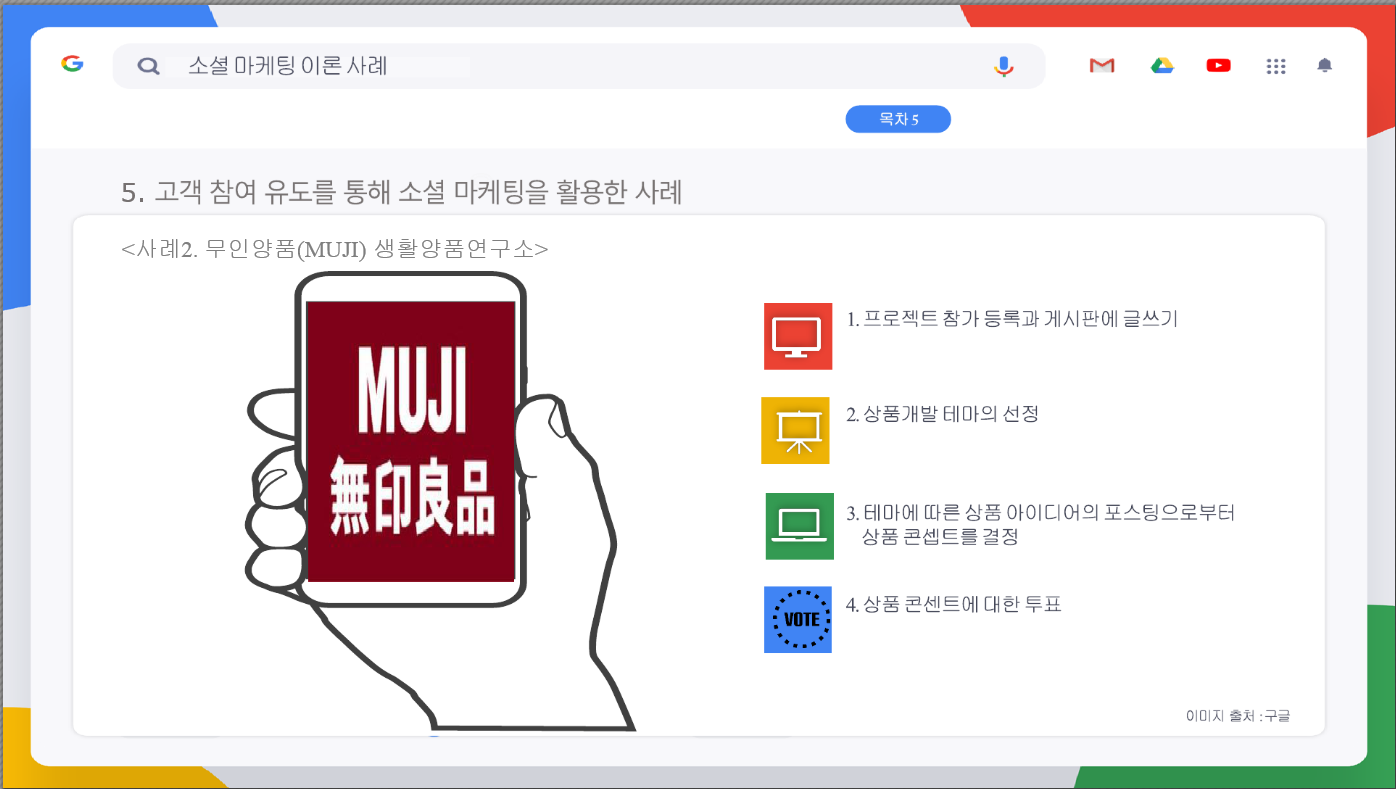 소셜 마케팅 이론 사례
목차 5
5. 고객 참여 유도를 통해 소셜 마케팅을 활용한 사례
<사례2. 무인양품(MUJI) 생활양품연구소>
MUJI
無印良品
1. 프로젝트 참가 등록과 게시판에 글쓰기
2. 상품개발 테마의 선정
3. 테마에 따른 상품 아이디어의 포스팅으로부터
상품 콘셉트를 결정
VOTE
4. 상품 콘센트에 대한 투표
이미지 출처 : 구글